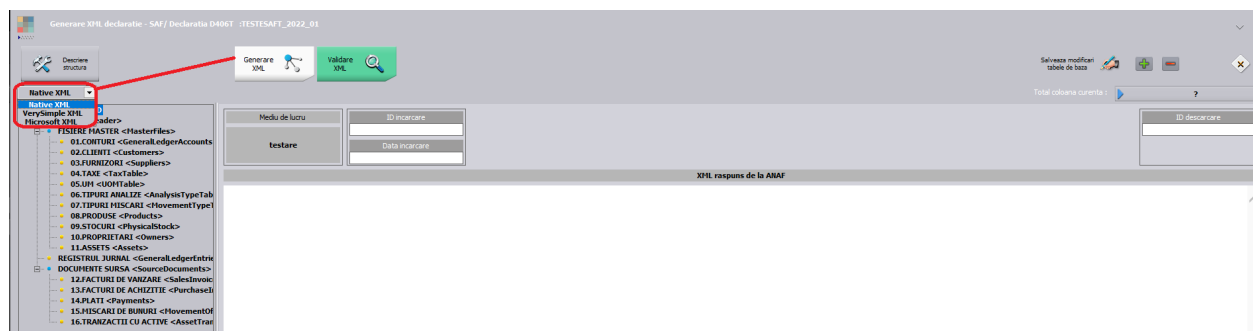 Generare XML declaratie - SAF/ Declaratia D406T :TESTESAFT_2022_01
Descriere structura
Generare XML
Validare XML
Salveaza modificari tabele de baza
Native XML
Total coloana curenta :
?
Native XML
VerySimple XML
Microsoft XML
eader>
FISIERE MASTER <MasterFiles>
01.CONTURI <GeneralLedgerAccounts
02.CLIENTI <Customers>
03.FURNIZORI <Suppliers>
04.TAXE <TaxTable>
05.UM <UOMTable>
06.TIPURI ANALIZE <AnalysisTypeTab
07.TIPURI MISCARI <MovementTypeT
08.PRODUSE <Products>
09.STOCURI <PhysicalStock>
10.PROPRIETARI <Owners>
11.ASSETS <Assets>
REGISTRUL JURNAL <GeneralLedgerEntrie
DOCUMENTE SURSA <SourceDocuments>
12.FACTURI DE VANZARE <SalesInvoic
13.FACTURI DE ACHIZITIE <PurchaseI
14.PLATI <Payments>
15.MISCARI DE BUNURI <MovementOf
16.TRANZACTII CU ACTIVE <AssetTran
Mediu de lucru
testare
ID incarcare
Data incarcare
ID descarcare
XML raspuns de la ANAF